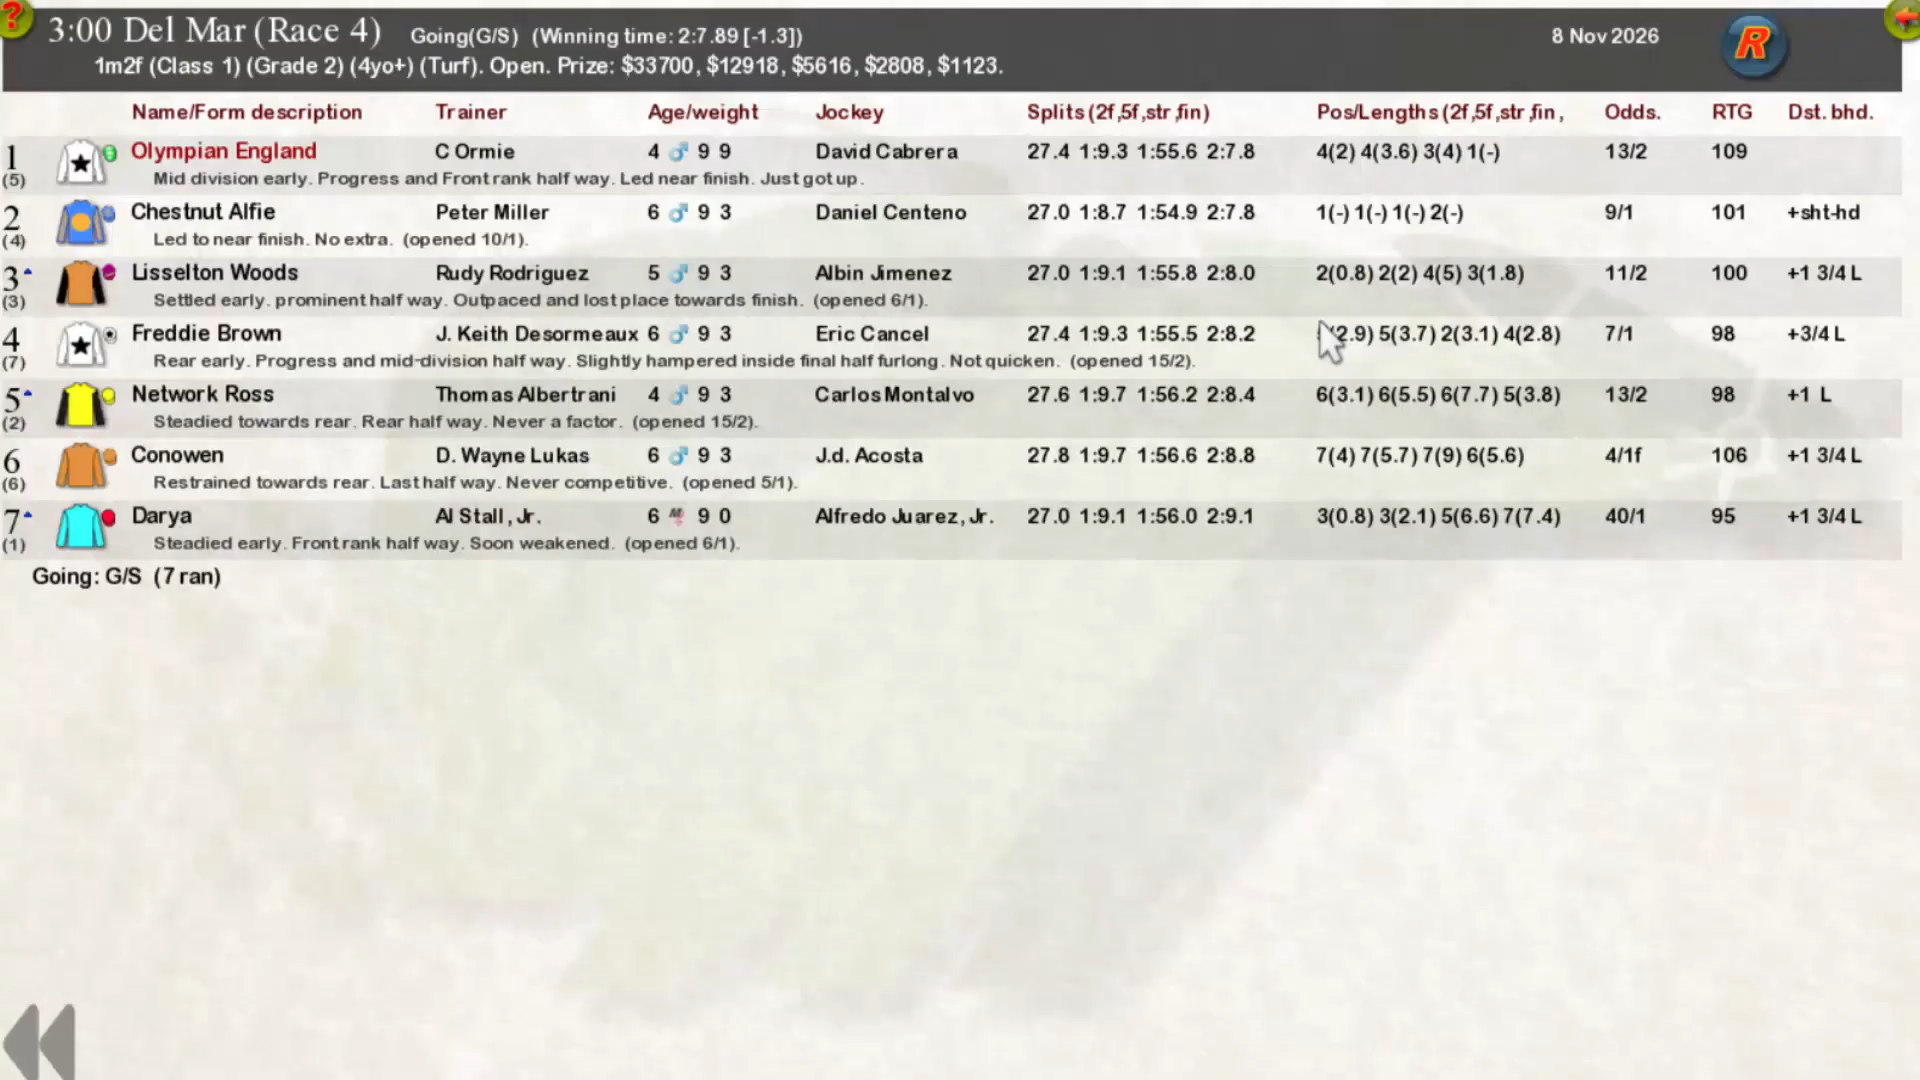 ?
3:00 Del Mar (Race 4) Going(G/S) (Winning time: 2:7.89 [-1.3]) 8 Nov 2026 R
1m2f (Class 1) (Grade 2) (4yo+) (Turf). Open. Prize: $33700, $12918, $5616, $2808, $1123.
Name/Form description Trainer Age/weight Jockey Splits (2f,5f,str,fin) Pos/Lengths (2f,5f,str,fin, Odds. RTG Dst. bhd.
1 Olympian England C Ormie 4 ♂ 9 9 David Cabrera 27.4 1:9.3 1:55.6 2:7.8 4(2) 4(3.6) 3(4) 1(-) 13/2 109
(5) Mid division early. Progress and Front rank half way. Led near finish. Just got up.
2 Chestnut Alfie Peter Miller 6 ♂ 9 3 Daniel Centeno 27.0 1:8.7 1:54.9 2:7.8 1(-) 1(-) 1(-) 2(-) 9/1 101 +sht-hd
(4) Led to near finish. No extra. (opened 10/1).
3 Lisselton Woods Rudy Rodriguez 5 ♂ 9 3 Albin Jimenez 27.0 1:9.1 1:55.8 2:8.0 2(0.8) 2(2) 4(5) 3(1.8) 11/2 100 +1 3/4 L
(3) Settled early. prominent half way. Outpaced and lost place towards finish. (opened 6/1).
4 Freddie Brown J. Keith Desormeaux 6 ♂ 9 3 Eric Cancel 27.4 1:9.3 1:55.5 2:8.2 2.9) 5(3.7) 2(3.1) 4(2.8) 7/1 98 +3/4 L
(7) Rear early. Progress and mid-division half way. Slightly hampered inside final half furlong. Not quicken. (opened 15/2).
5 Network Ross Thomas Albertrani 4 ♂ 9 3 Carlos Montalvo 27.6 1:9.7 1:56.2 2:8.4 6(3.1) 6(5.5) 6(7.7) 5(3.8) 13/2 98 +1 L
(2) Steadied towards rear. Rear half way. Never a factor. (opened 15/2).
6 Conowen D. Wayne Lukas 6 ♂ 9 3 J.d. Acosta 27.8 1:9.7 1:56.6 2:8.8 7(4) 7(5.7) 7(9) 6(5.6) 4/1f 106 +1 3/4 L
(6) Restrained towards rear. Last half way. Never competitive. (opened 5/1).
7 Darya Al Stall, Jr. 6 9 0 Alfredo Juarez, Jr. 27.0 1:9.1 1:56.0 2:9.1 3(0.8) 3(2.1) 5(6.6) 7(7.4) 40/1 95 +1 3/4 L
(1) Steadied early. Front rank half way. Soon weakened. (opened 6/1).
Going: G/S (7 ran)